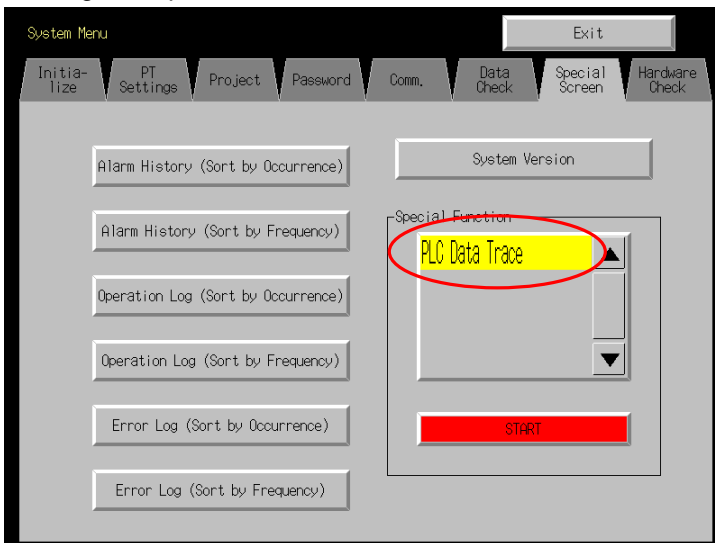 System Menu
Exit
Initia-
lize
PT
Settings
Project
Password
Comm.
Data
Check
Special
Screen
Hardware
Check
Alarm History (Sort by Occurrence)
Alarm History (Sort by Frequency)
Operation Log (Sort by Occurrence)
Operation Log (Sort by Frequency)
Error Log (Sort by Occurrence)
Error Log (Sort by Frequency)
System Version
Special Function
PLC Data Trace
START